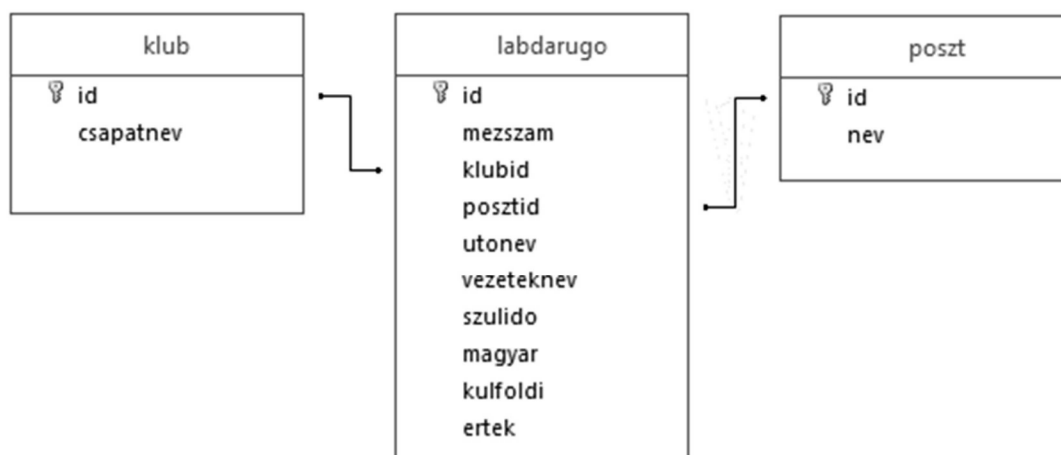 klub
id
csapatnev
labdarugo
id
mezszam
klubid
posztid
utonev
vezeteknev
szulido
magyar
kulfoldi
ertek
poszt
id
nev